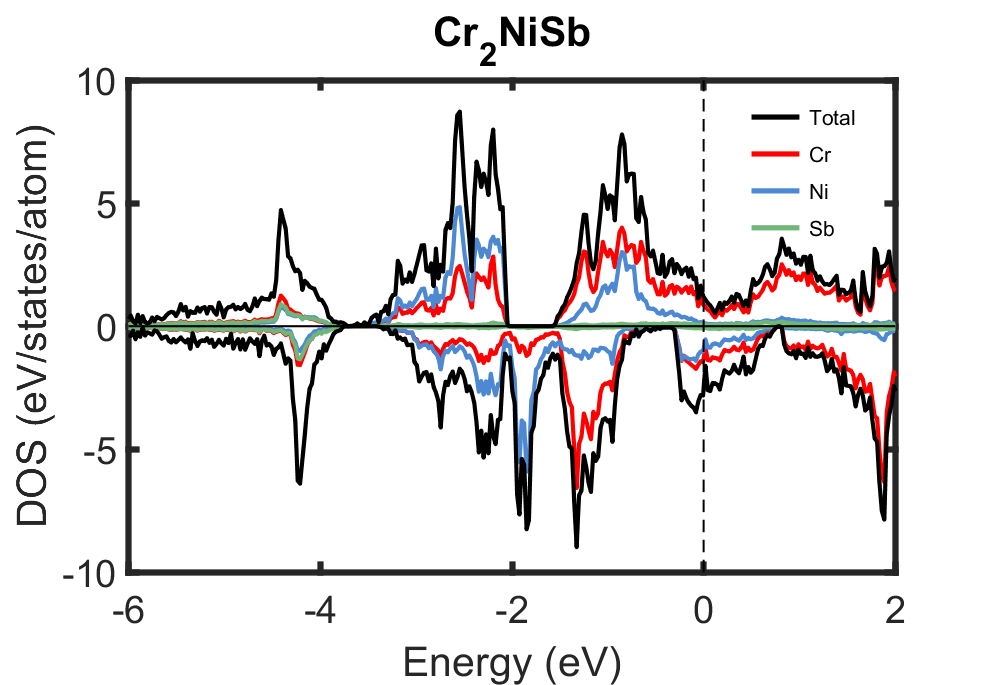 Cr2NiSb
10
5
0
-5
-10
DOS (eV/states/atom)
Total
Cr
Ni
Sb
-6
-4
-2
0
2
Energy (eV)